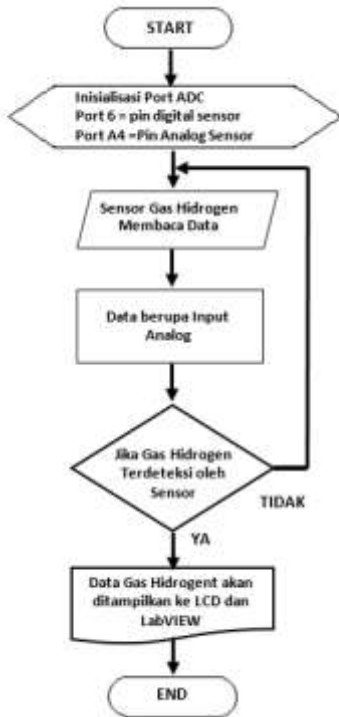 START
Inisialisasi Port ADC
Port 6 = pin digital sensor
Port A4 =Pin Analog Sensor
Sensor Gas Hidrogen
Membaca Data
Data berupa Input
Analog
Jika Gas Hidrogen
Terdeteksi oleh
Sensor
TIDAK
YA
Data Gas Hidrogent akan
ditampilkan ke LCD dan
LabVIEW
END